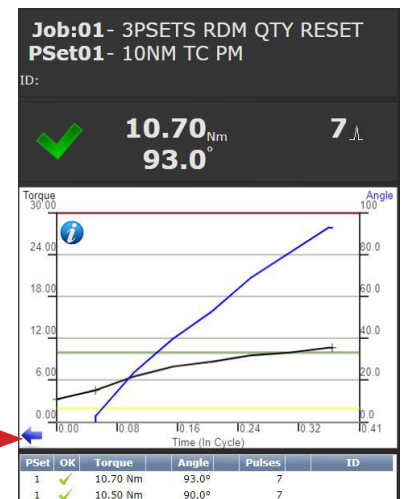 Job:01- 3PSETS RDM QTY RESET
PSet01- 10NM TC PM
ID:
10.70Nm 7
93.0°
Torque Angle
30.00 100
24.00 80.0
18.00 60.0
12.00 40.0
6.00 20.0
0.00 0.0
0.00 0.08 0.16 0.24 0.32 0.41
Time (In Cycle)
PSet OK Torque Angle Pulses ID
1 10.70 Nm 93.0° 7
1 10.50 Nm 90.0° 7